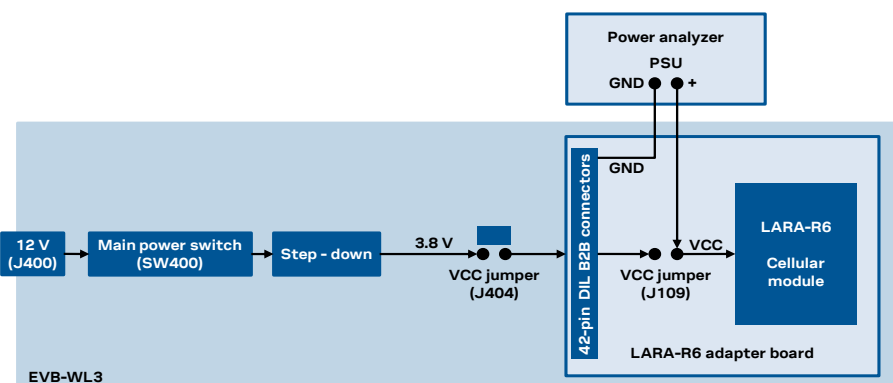 Power analyzer
PSU
GND +
GND
42-pin DIL B2B connectors
12 V
(J400)
Main power switch
(SW400)
Step - down
3.8 V
VCC jumper
(J404)
VCC
VCC jumper
(J109)
LARA-R6
Cellular
module
LARA-R6 adapter board
EVB-WL3